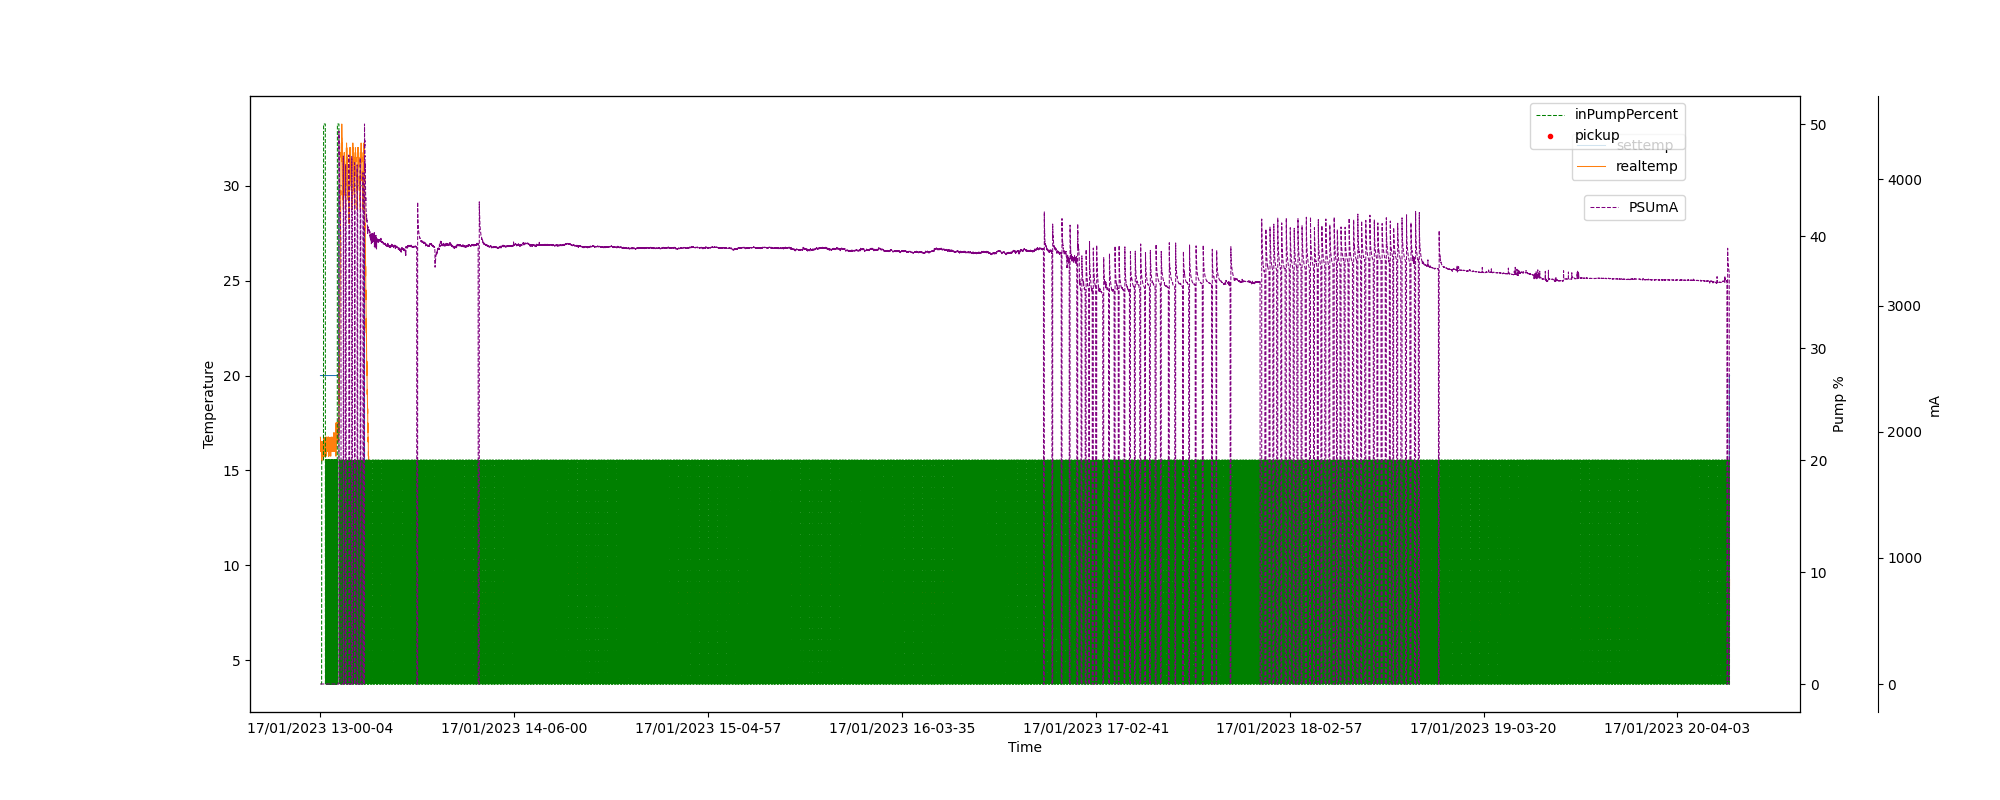 inPumpPercent
pickup
settemp
realtemp
PSUmA
Temperature
30
25
20
15
10
5
50
40
30
20
10
0
Pump %
4000
3000
2000
1000
0
mA
17/01/2023 13-00-04
17/01/2023 14-06-00
17/01/2023 15-04-57
17/01/2023 16-03-35
17/01/2023 17-02-41
17/01/2023 18-02-57
17/01/2023 19-03-20
17/01/2023 20-04-03
Time